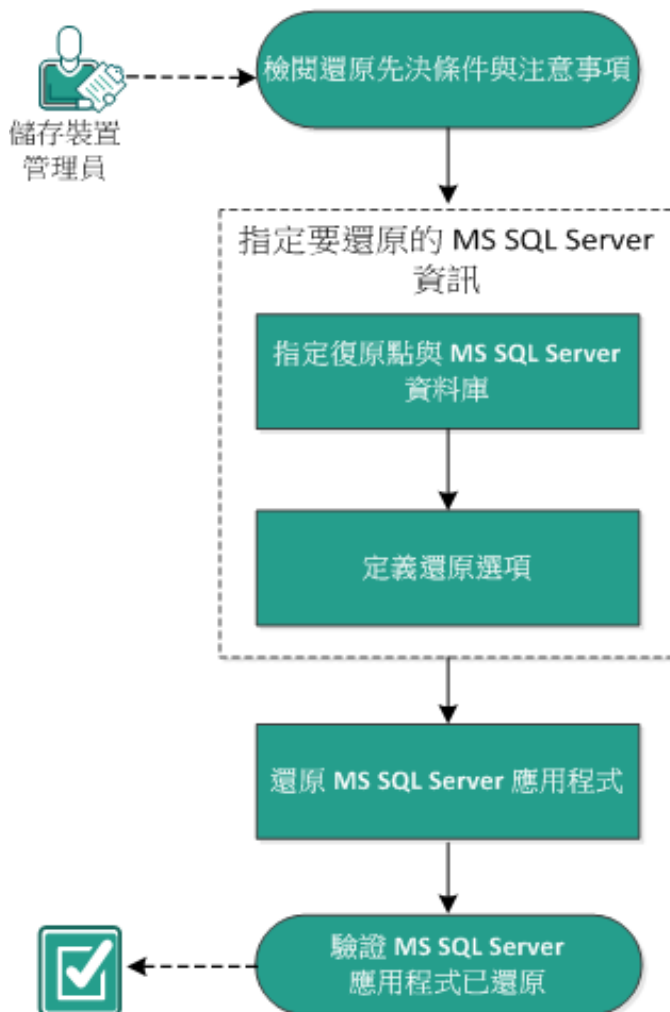 檢閱還原先決條件與注意事項
儲存裝置
管理員
指定要還原的 MS SQL Server
資訊
指定復原點與 MS SQL Server
資料庫
定義還原選項
還原 MS SQL Server 應用程式
驗證 MS SQL Server
應用程式已還原